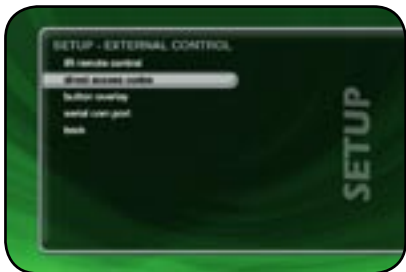 SETUP - EXTERNAL CONTROL
IR remote control
direct access codes
button overlay
serial com port
back
SETUP